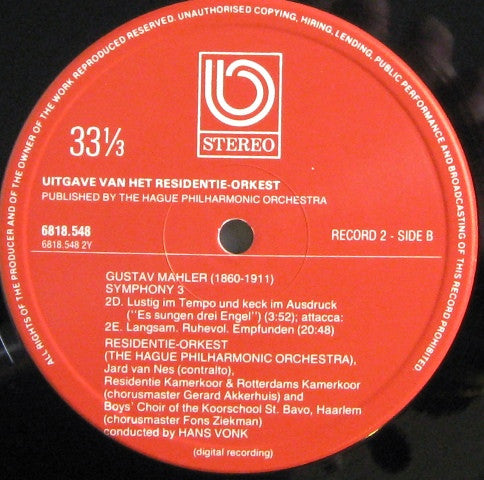 ALL RIGHTS OF THE PRODUCER AND OF THE OWNER OF THE WORK REPRODUCED RESERVED. UNAUTHORISED COPYING, HIRING, LENDING, PUBLIC PERFORMANCE AND BROADCASTING OF THIS RECORD PROHIBITED
b
STEREO
33⅓
UITGAVE VAN HET RESIDENTIE-ORKEST
PUBLISHED BY THE HAGUE PHILHARMONIC ORCHESTRA
6818.548
6818.548 2Y
RECORD 2 - SIDE B
GUSTAV MAHLER (1860-1911)
SYMPHONY 3
2D. Lustig im Tempo und keck im Ausdruck
(''Es sungen drei Engel'') (3:52); attacca:
2E. Langsam. Ruhevol. Empfunden (20:48)
RESIDENTIE-ORKEST
(THE HAGUE PHILHARMONIC ORCHESTRA),
Jard van Nes (contralto),
Residentie Kamerkoor & Rotterdams Kamerkoor
(chorusmaster Gerard Akkerhuis) and
Boys' Choir of the Koorschool St. Bavo, Haarlem
(chorusmaster Fons Ziekman)
conducted by HANS VONK
(digital recording)